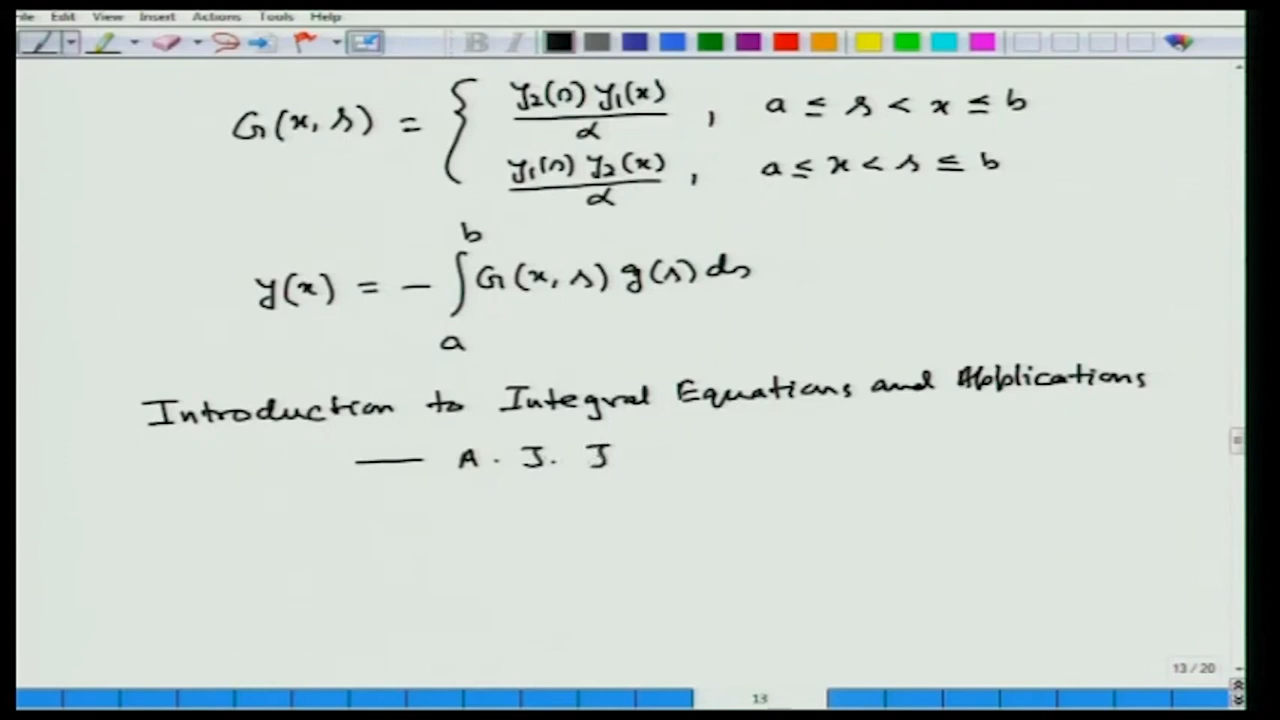 File Edit View Insert Actions Tools Help
B I
G(x, s) = { y₂(s) y₁(x) / α , a ≤ s < x ≤ b
y₁(s) y₂(x) / α , a ≤ x < s ≤ b
y(x) = - ∫ₐᵇ G(x, s) g(s) ds
Introduction to Integral Equations and Applications
— A. J. J
13 / 20
13